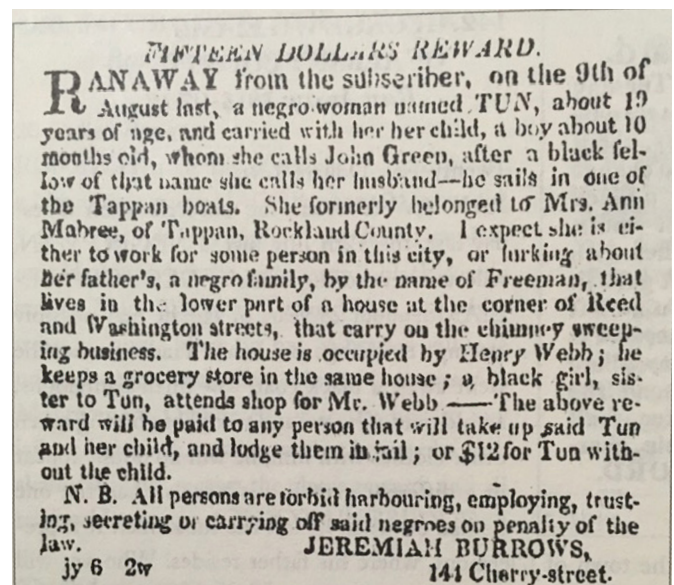 FIFTEEN DOLLARS REWARD.
RANAWAY from the subscriber, on the 9th of
August last, a negro woman named TUN, about 19
years of age, and carried with her her child, a boy about 10
months old, whom she calls John Green, after a black fel-
low of that name she calls her husband—he sails in one of
the Tappan boats. She formerly belonged to Mrs. Ann
Mabree, of Tappan, Rockland County. I expect she is ei-
ther to work for some person in this city, or lurking about
her father's, a negro family, by the name of Freeman, that
lives in the lower part of a house at the corner of Reed
and Washington streets, that carry on the chimney sweep-
ing business. The house is occupied by Henry Webb; he
keeps a grocery store in the same house; a black girl, sis-
ter to Tun, attends shop for Mr. Webb——The above re-
ward will be paid to any person that will take up said Tun
and her child, and lodge them in jail; or $12 for Tun with-
out the child.
N. B. All persons are forbid harbouring, employing, trust-
ing, secreting or carrying off said negroes on penalty of the
law. JEREMIAH BURROWS,
jy 6 2w 141 Cherry-street.